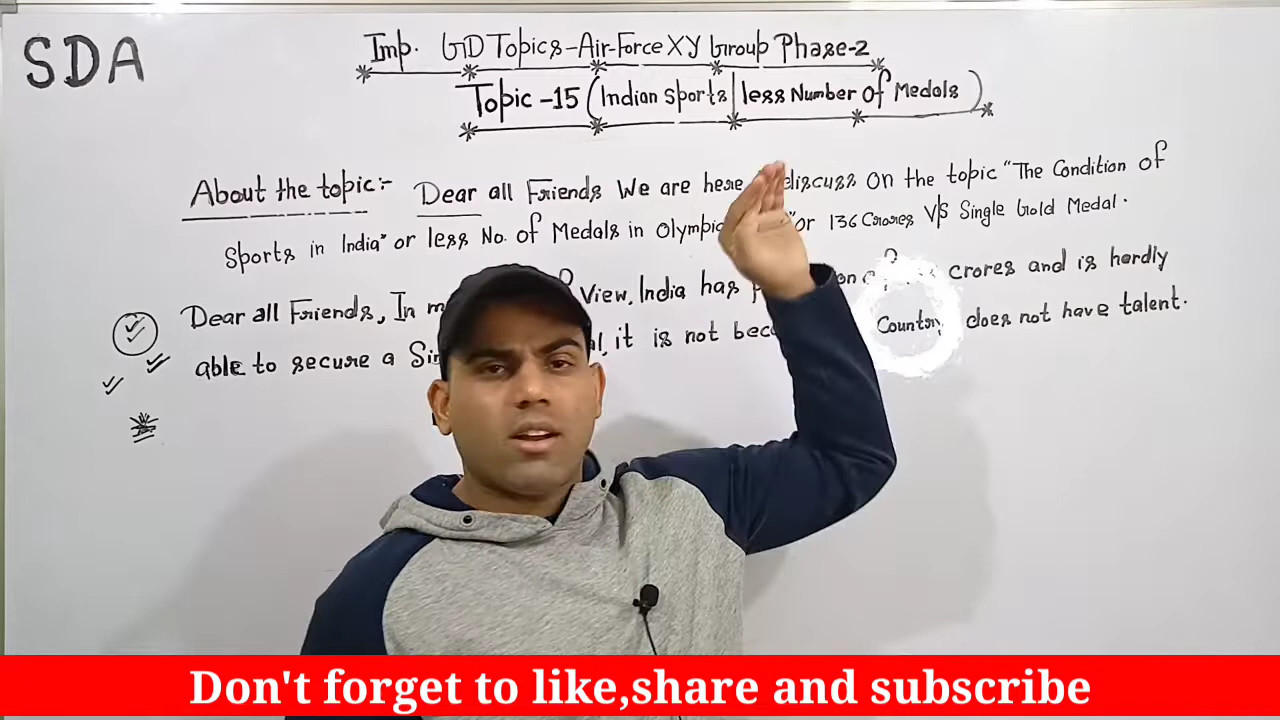 SDA
Imp. GD Topics-Air-Force XY Group Phase-2
Topic -15 (Indian Sports| less Number of Medals)
About the topic:- Dear all Friends We are here discuss on the topic "The Condition of
Sports in India" or less No. of Medals in Olympic "or 136 Crores V|S Single Gold Medal.
Dear all Friends, In View, India has crores and is hardly
able to secure a it is not Country does not have talent.
Don't forget to like,share and subscribe